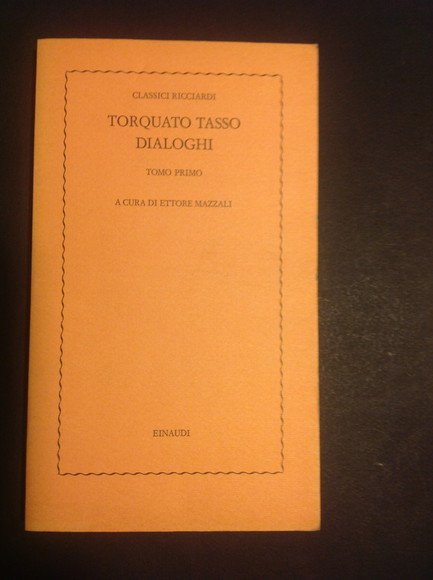 CLASSICI RICCIARDI
TORQUATO TASSO
DIALOGHI
TOMO PRIMO
A CURA DI ETTORE MAZZALI
EINAUDI